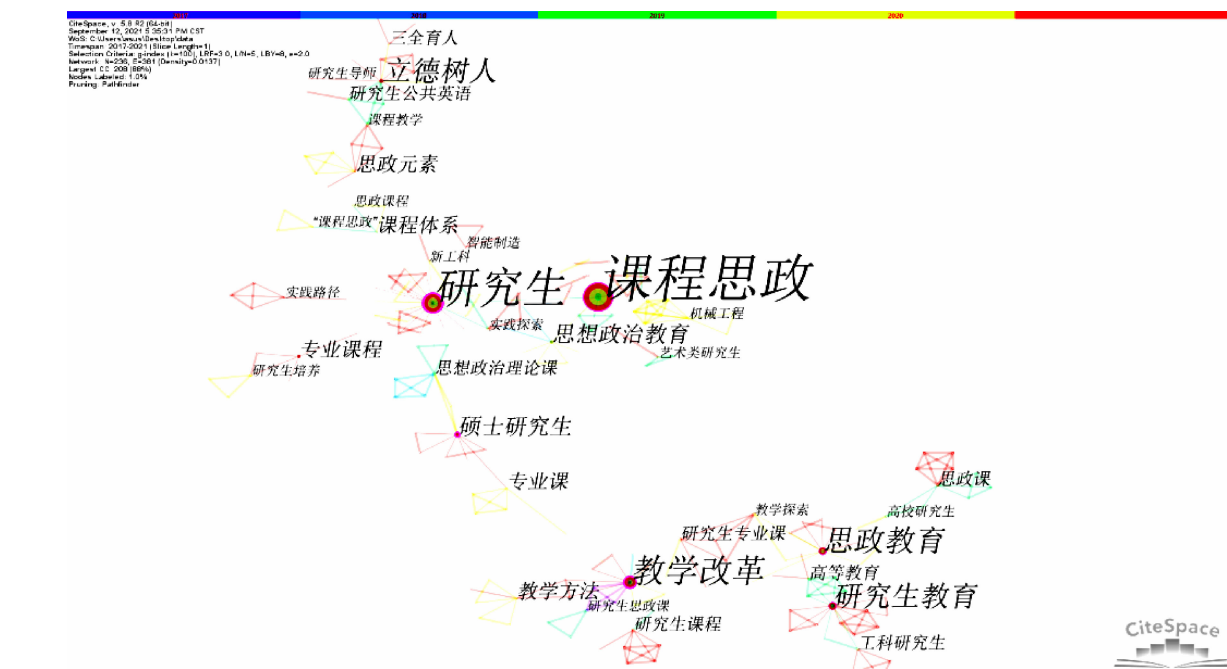 2017
2018
2019
2020
CiteSpace, v. 5.8 R2 (64-bit)
September 12, 2021 5:35:31 PM CST
WoS: C:\Users\asus\Desktop\data
Timespan: 2017-2021 (Slice Length=1)
Selection Criteria: g-index (k=100), LRF=3.0, L/N=5, LBY=8, e=2.0
Network: N=236, E=381 (Density=0.0137)
Largest CC: 208 (88%)
Nodes Labeled: 1.0%
Pruning: Pathfinder
三全育人
研究生导师
立德树人
研究生公共英语
课程教学
思政元素
思政课程
“课程思政”
课程体系
智能制造
新工科
课程思政
研究生
实践路径
机械工程
实践探索
思想政治教育
专业课程
艺术类研究生
研究生培养
思想政治理论课
硕士研究生
专业课
思政课
教学探索
高校研究生
研究生专业课
思政教育
教学改革
高等教育
教学方法
研究生教育
研究生思政课
研究生课程
工科研究生
CiteSpace